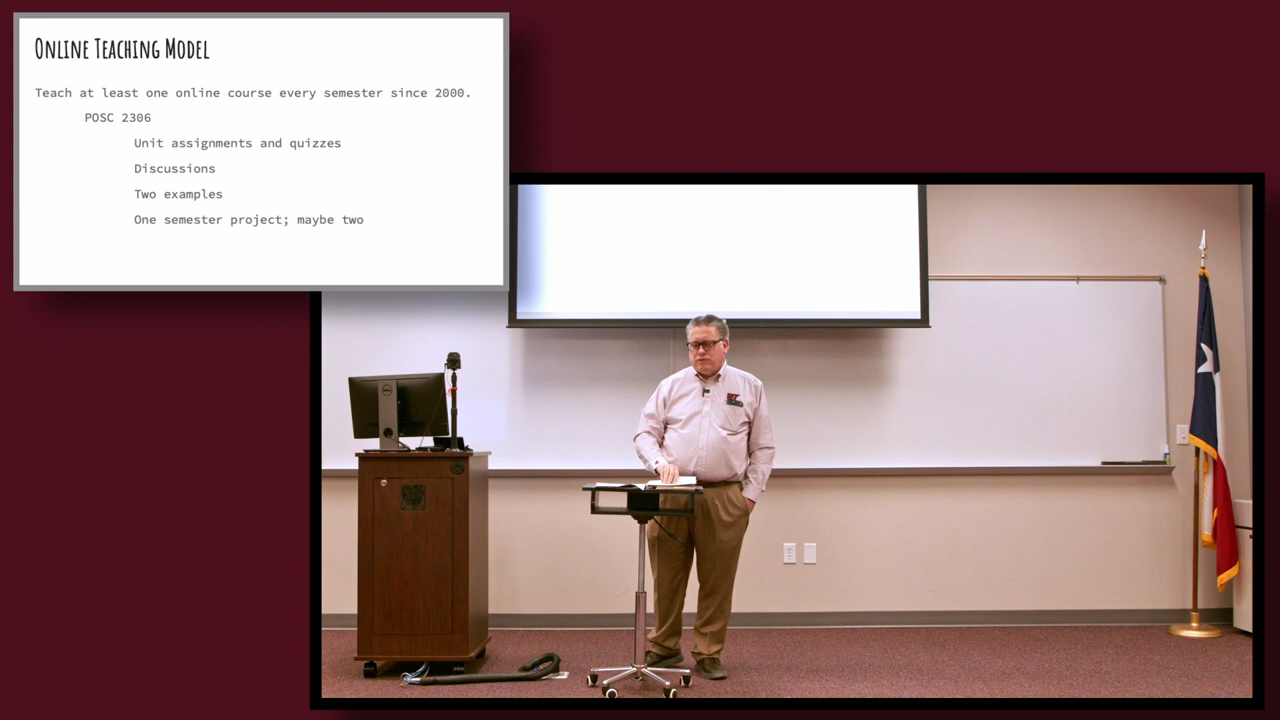 Online Teaching Model
Teach at least one online course every semester since 2000.
POSC 2306
Unit assignments and quizzes
Discussions
Two examples
One semester project; maybe two